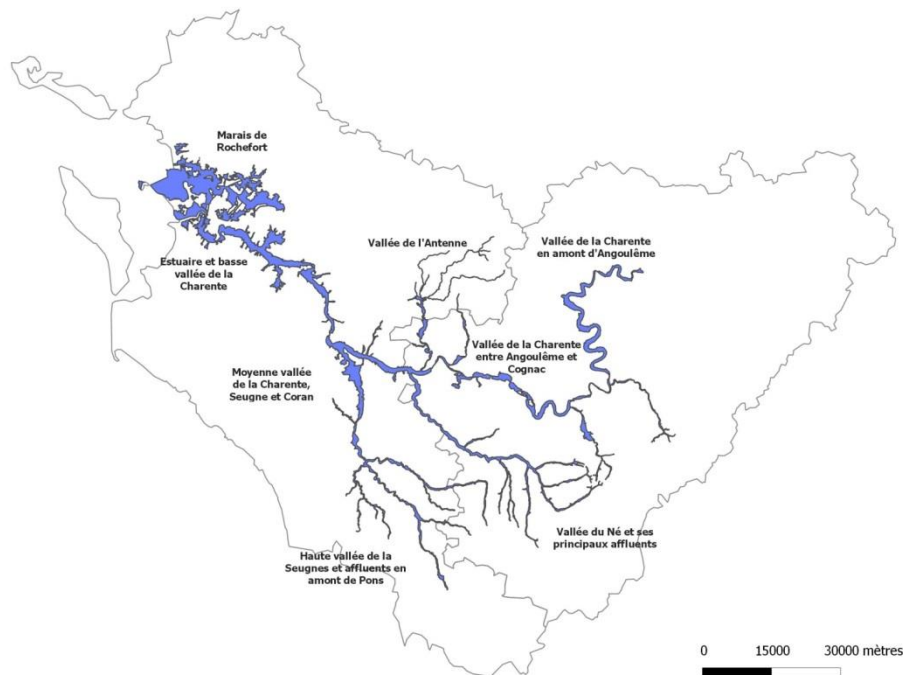 Marais de
Rochefort
Vallée de l'Antenne
Vallée de la Charente
en amont d'Angoulême
Estuaire et basse
vallée de la
Charente
Vallée de la Charente
entre Angoulême et
Cognac
Moyenne vallée
de la Charente,
Seugne et Coran
Vallée du Né et ses
principaux affluents
Haute vallée de la
Seugnes et affluents en
amont de Pons
0 15000 30000 mètres